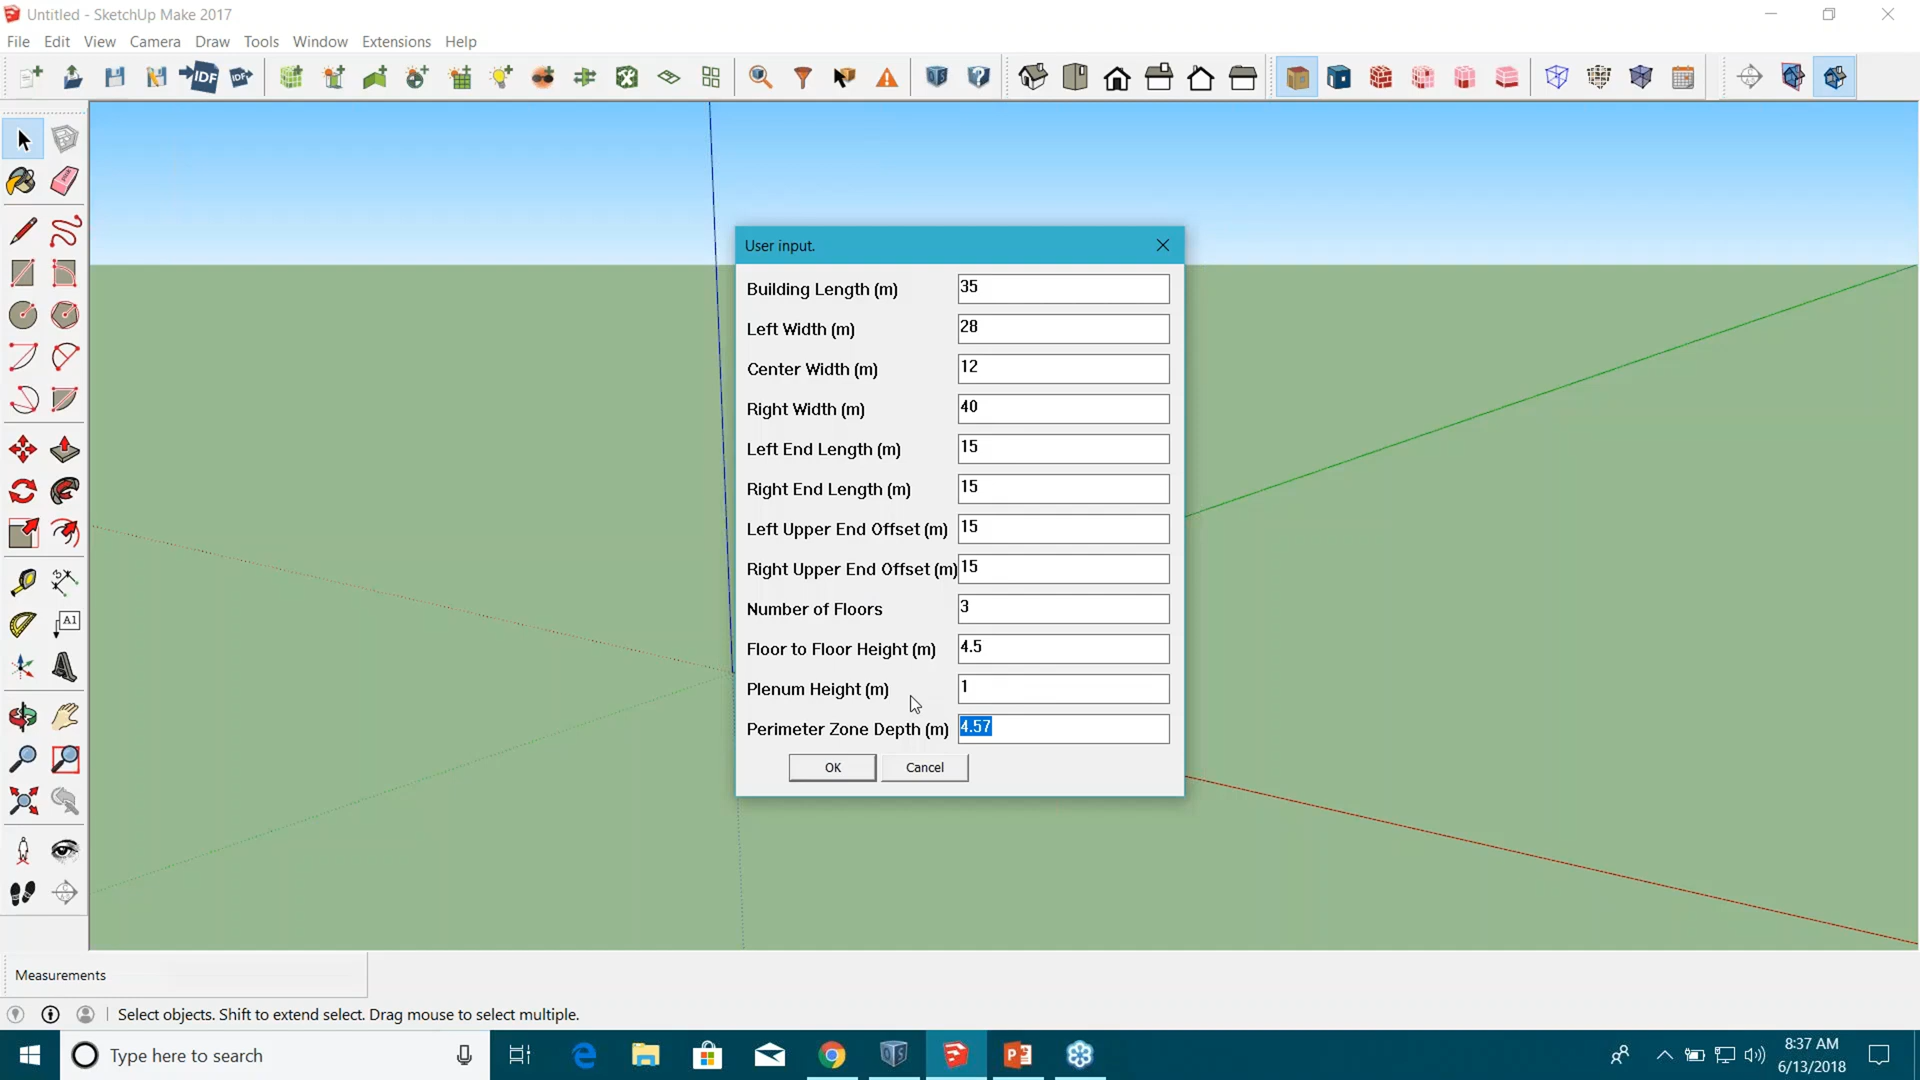 Untitled - SketchUp Make 2017
File Edit View Camera Draw Tools Window Extensions Help
IDF IDF
User input.
Building Length (m) 35
Left Width (m) 28
Center Width (m) 12
Right Width (m) 40
Left End Length (m) 15
Right End Length (m) 15
Left Upper End Offset (m) 15
Right Upper End Offset (m) 15
Number of Floors 3
Floor to Floor Height (m) 4.5
Plenum Height (m) 1
Perimeter Zone Depth (m) 4.57
OK Cancel
A1
Measurements
Select objects. Shift to extend select. Drag mouse to select multiple.
Type here to search
8:37 AM
6/13/2018